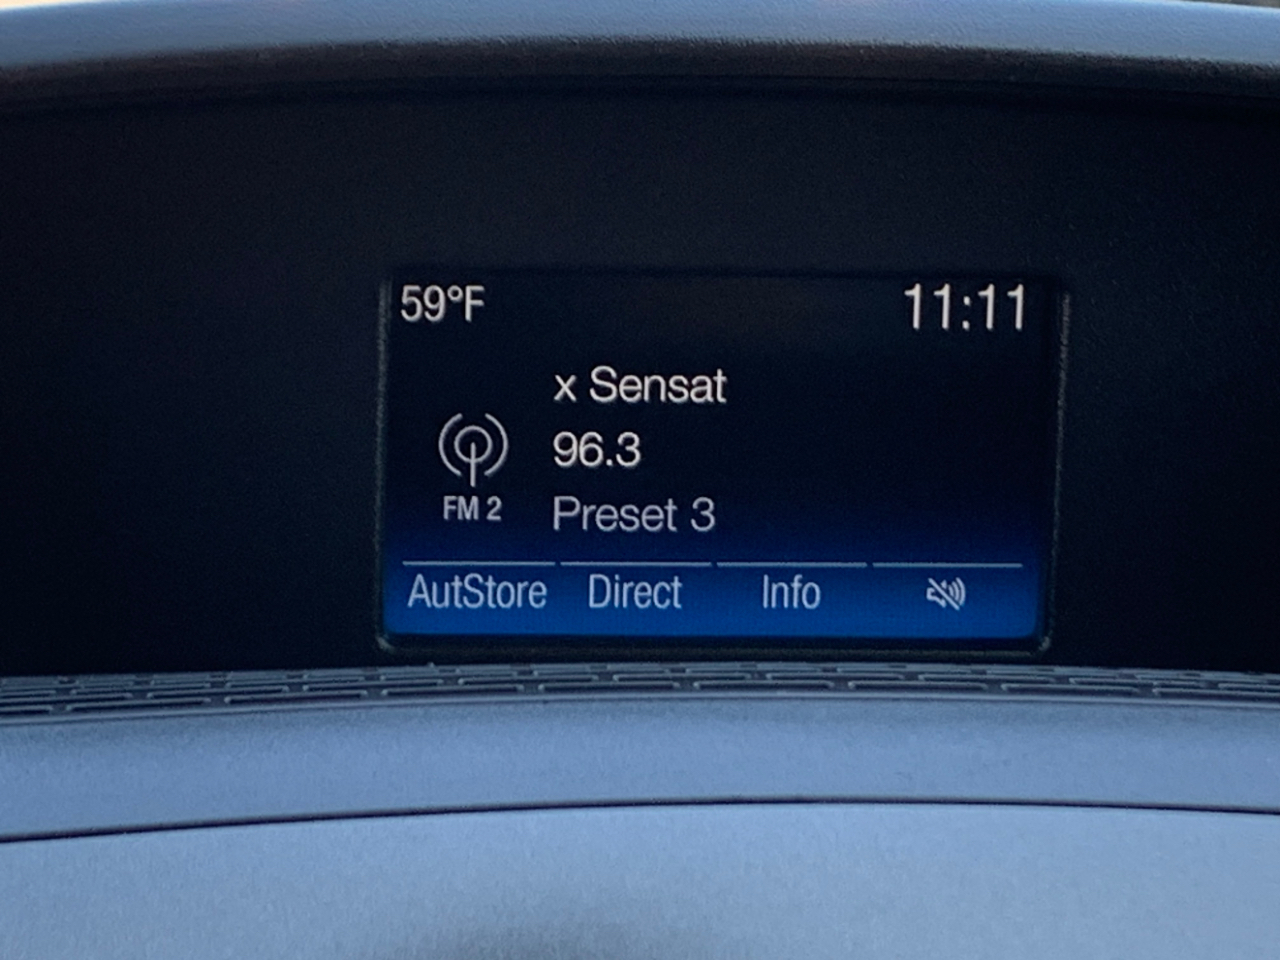 59°F 11:11
x Sensat
96.3
FM 2 Preset 3
AutStore Direct Info